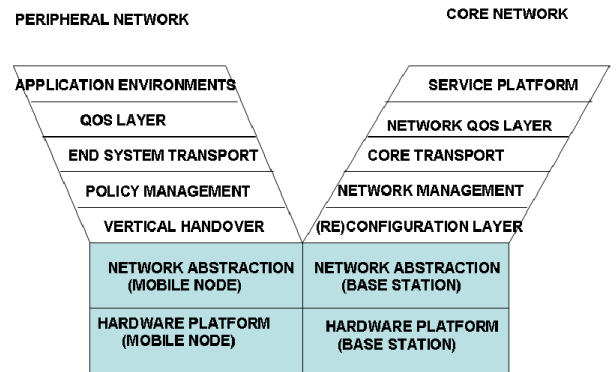 PERIPHERAL NETWORK
CORE NETWORK
APPLICATION ENVIRONMENTS
QOS LAYER
END SYSTEM TRANSPORT
POLICY MANAGEMENT
VERTICAL HANDOVER
SERVICE PLATFORM
NETWORK QOS LAYER
CORE TRANSPORT
NETWORK MANAGEMENT
(RE)CONFIGURATION LAYER
NETWORK ABSTRACTION
(MOBILE NODE)
NETWORK ABSTRACTION
(BASE STATION)
HARDWARE PLATFORM
(MOBILE NODE)
HARDWARE PLATFORM
(BASE STATION)